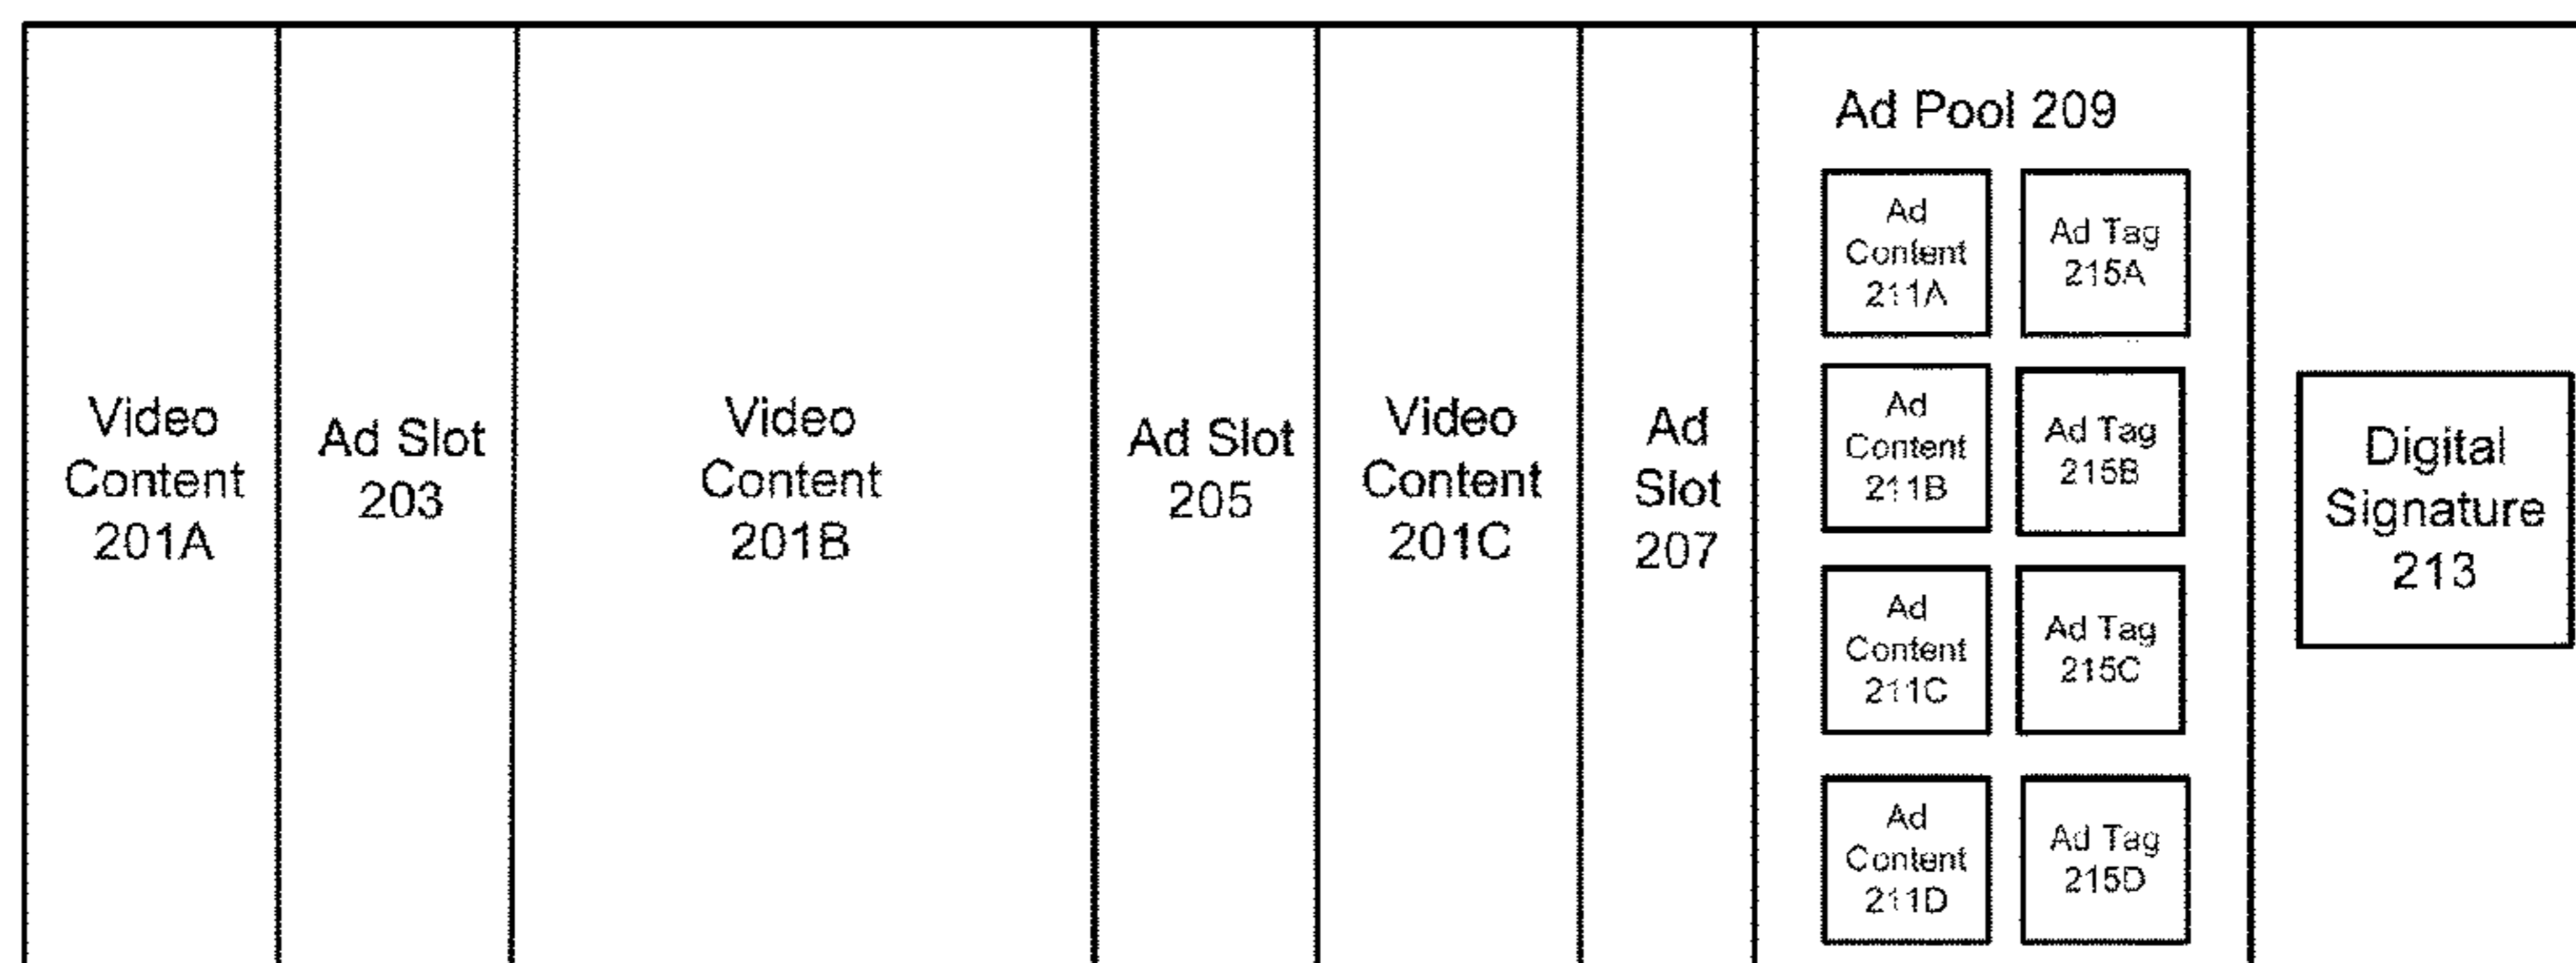 Video
Content
201A
Ad Slot
203
Video
Content
201B
Ad Slot
205
Video
Content
201C
Ad
Slot
207
Ad Pool 209
Ad
Content
211A
Ad Tag
215A
Ad
Content
211B
Ad Tag
215B
Ad
Content
211C
Ad Tag
215C
Ad
Content
211D
Ad Tag
215D
Digital
Signature
213